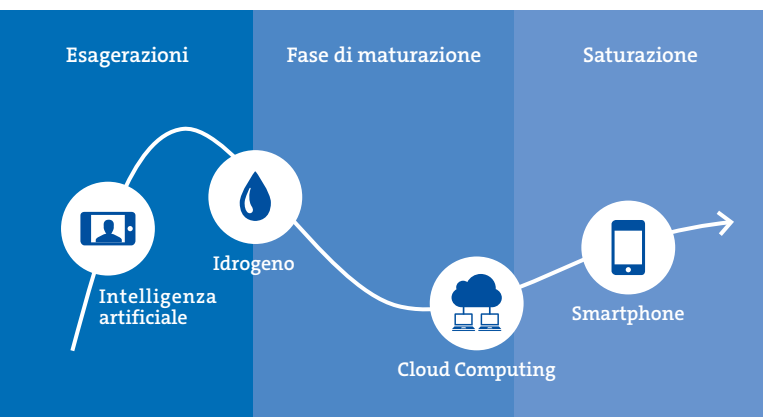 Esagerazioni
Fase di maturazione
Saturazione
Idrogeno
Intelligenza
artificiale
Smartphone
Cloud Computing